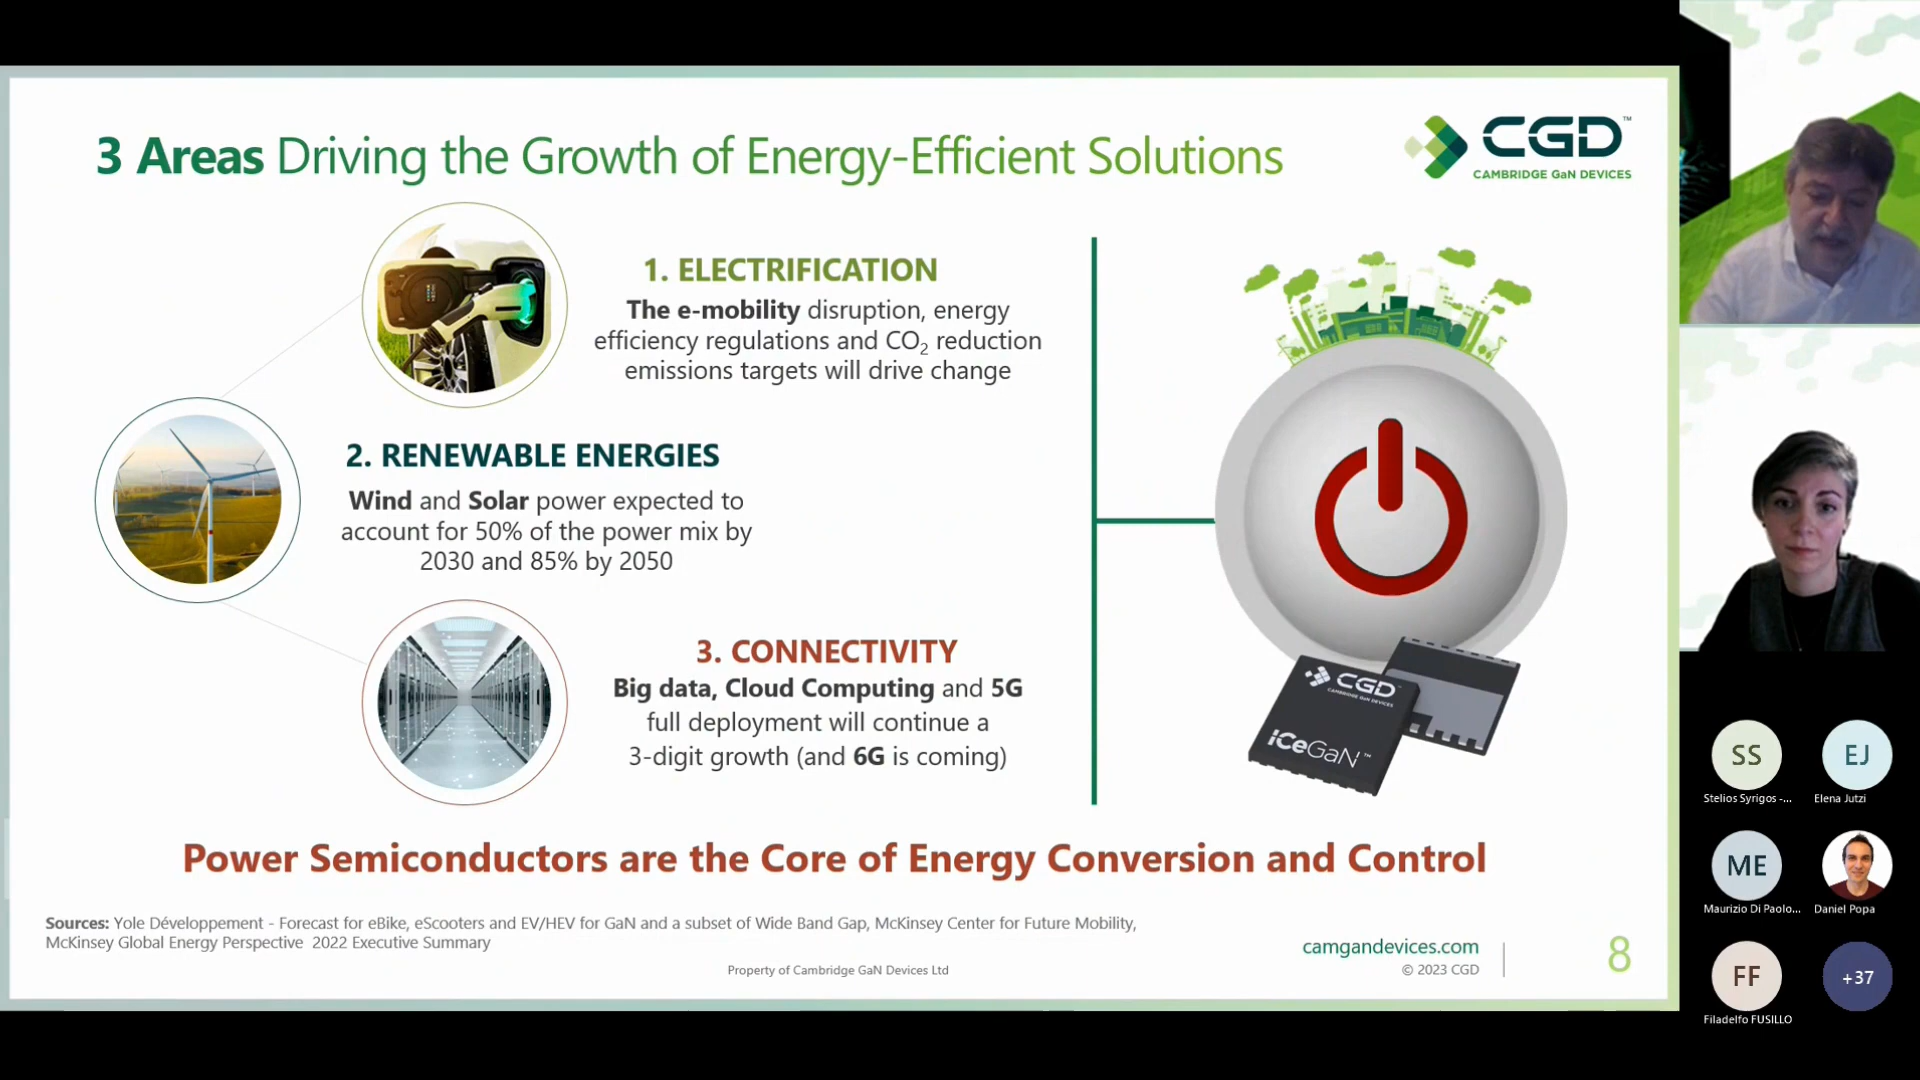 3 Areas Driving the Growth of Energy-Efficient Solutions
CGD™
CAMBRIDGE GaN DEVICES
1. ELECTRIFICATION
The e-mobility disruption, energy
efficiency regulations and CO₂ reduction
emissions targets will drive change
2. RENEWABLE ENERGIES
Wind and Solar power expected to
account for 50% of the power mix by
2030 and 85% by 2050
3. CONNECTIVITY
Big data, Cloud Computing and 5G
full deployment will continue a
3-digit growth (and 6G is coming)
CGD
CAMBRIDGE GaN DEVICES
iCeGaN™
Power Semiconductors are the Core of Energy Conversion and Control
Sources: Yole Développement - Forecast for eBike, eScooters and EV/HEV for GaN and a subset of Wide Band Gap, McKinsey Center for Future Mobility,
McKinsey Global Energy Perspective 2022 Executive Summary
Property of Cambridge GaN Devices Ltd
camgandevices.com
© 2023 CGD
8
SS
EJ
Stelios Syrigos -...
Elena Jutzi
ME
Maurizio Di Paolo...
Daniel Popa
FF
+37
Filadelfo FUSILLO